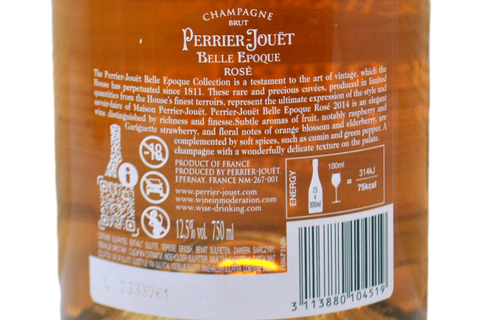 CHAMPAGNE
BRUT
PERRIER-JOUËT
BELLE EPOQUE
ROSÉ
The Perrier-Jouët Belle Epoque Collection is a testament to the art of vintage, which the
House has perpetuated since 1811. These rare and precious cuvées, produced in limited
quantities from the House's finest terroirs, represent the ultimate expression of the style and
savoir-faire of Maison Perrier-Jouët. Perrier-Jouët Belle Epoque Rosé 2014 is an elegant
wine distinguished by richness and finesse.Subtle aromas of fruit, notably raspberry and
Gariguette strawberry, and floral notes of orange blossom and elderberry, are
complemented by soft spices, such as cumin and green pepper. A
champagne with a wonderfully delicate texture on the palate.
-18
PRODUCT OF FRANCE
PRODUCED BY PERRIER-JOUËT,
EPERNAY, FRANCE NM-267-001
www.perrier-jouet.com
www.wineinmoderation.com
www.wise-drinking.com
12,5% vol. 750 ml
ENERGY
100ml
314kJ
75kcal
CONTAINS SULFITES,
3 113880 104519